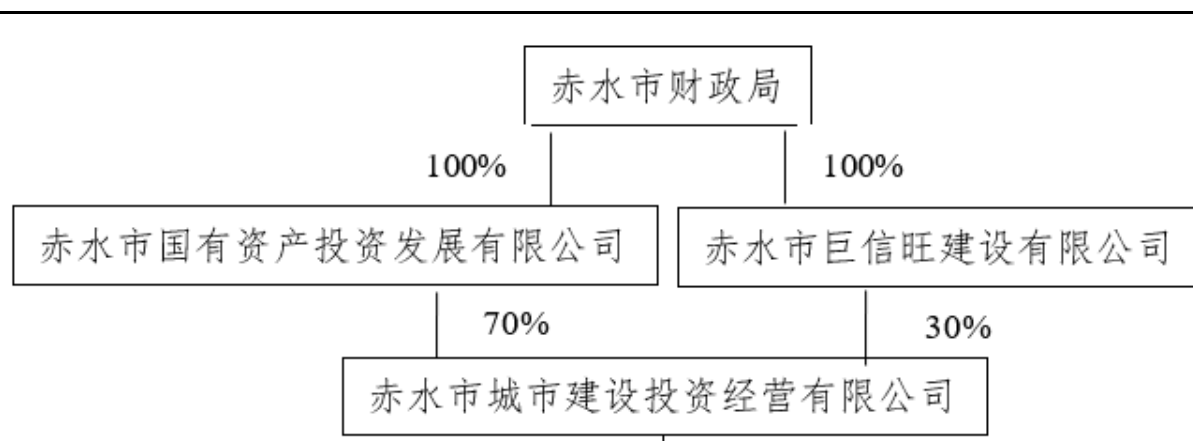 赤水市财政局
100%
100%
赤水市国有资产投资发展有限公司
赤水市巨信旺建设有限公司
70%
30%
赤水市城市建设投资经营有限公司